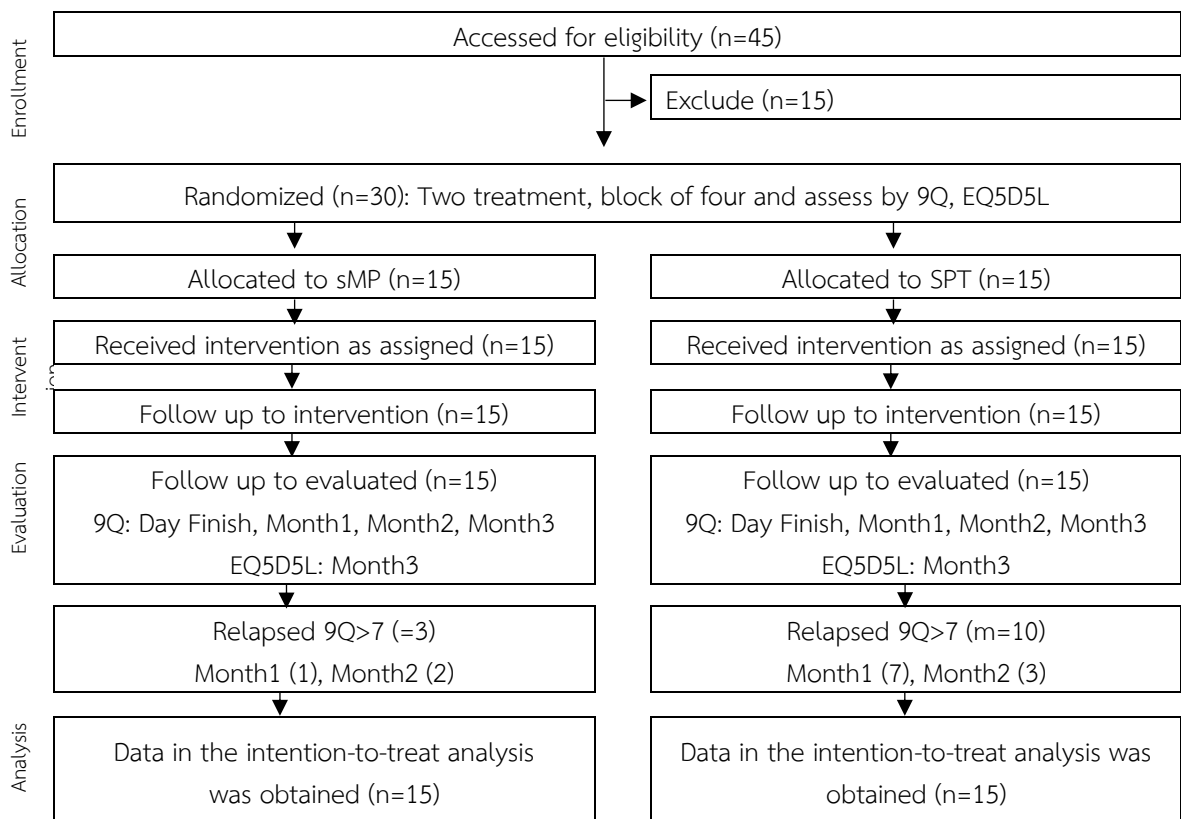 Enrollment
Accessed for eligibility (n=45)
Exclude (n=15)
Allocation
Randomized (n=30): Two treatment, block of four and assess by 9Q, EQ5D5L
Allocated to sMP (n=15)
Allocated to SPT (n=15)
Intervent
ion
Received intervention as assigned (n=15)
Received intervention as assigned (n=15)
Follow up to intervention (n=15)
Follow up to intervention (n=15)
Evaluation
Follow up to evaluated (n=15)
9Q: Day Finish, Month1, Month2, Month3
EQ5D5L: Month3
Follow up to evaluated (n=15)
9Q: Day Finish, Month1, Month2, Month3
EQ5D5L: Month3
Relapsed 9Q>7 (=3)
Month1 (1), Month2 (2)
Relapsed 9Q>7 (m=10)
Month1 (7), Month2 (3)
Analysis
Data in the intention-to-treat analysis
was obtained (n=15)
Data in the intention-to-treat analysis was
obtained (n=15)